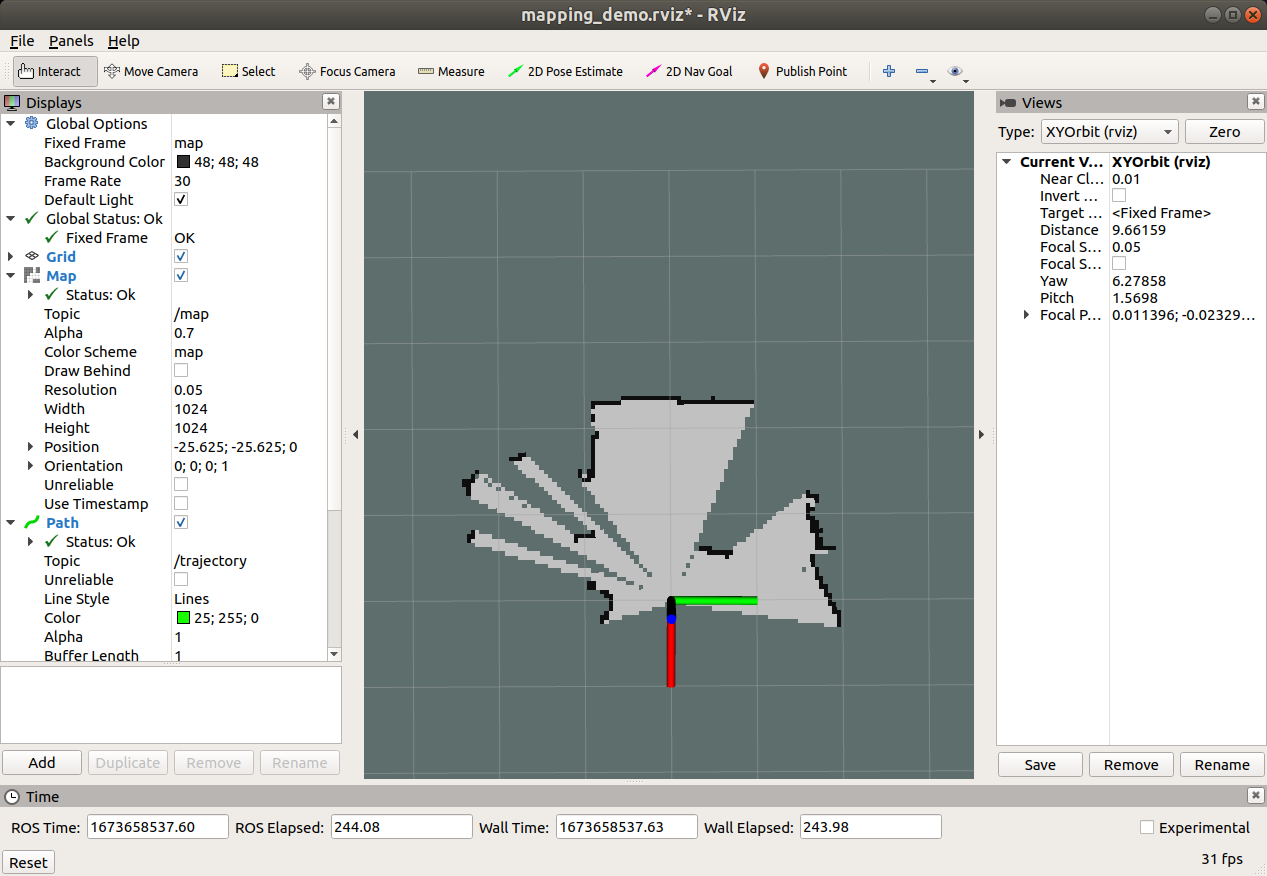 mapping_demo.rviz* - RViz
File Panels Help
Interact Move Camera Select Focus Camera Measure 2D Pose Estimate 2D Nav Goal Publish Point
Displays
Global Options
Fixed Frame map
Background Color 48; 48; 48
Frame Rate 30
Default Light
Global Status: Ok
Fixed Frame OK
Grid
Map
Status: Ok
Topic /map
Alpha 0.7
Color Scheme map
Draw Behind
Resolution 0.05
Width 1024
Height 1024
Position -25.625; -25.625; 0
Orientation 0; 0; 0; 1
Unreliable
Use Timestamp
Path
Status: Ok
Topic /trajectory
Unreliable
Line Style Lines
Color 25; 255; 0
Alpha 1
Buffer Length 1
Add Duplicate Remove Rename
Views
Type: XYOrbit (rviz) Zero
Current V... XYOrbit (rviz)
Near Cl... 0.01
Invert ...
Target ... <Fixed Frame>
Distance 9.66159
Focal S... 0.05
Focal S...
Yaw 6.27858
Pitch 1.5698
Focal P... 0.011396; -0.02329...
Save Remove Rename
Time
ROS Time: 1673658537.60 ROS Elapsed: 244.08 Wall Time: 1673658537.63 Wall Elapsed: 243.98 Experimental
Reset 31 fps